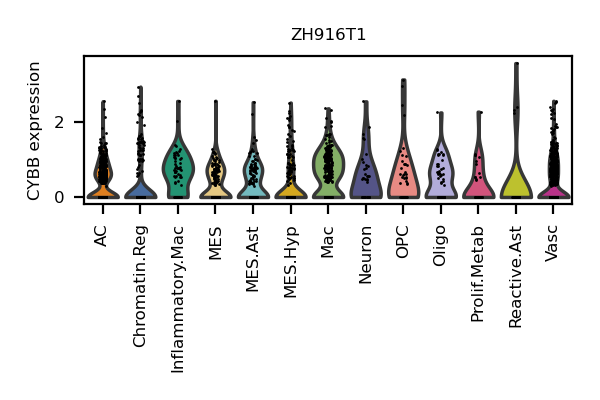 ZH916T1
CYBB expression
2
0
AC
Chromatin.Reg
Inflammatory.Mac
MES
MES.Ast
MES.Hyp
Mac
Neuron
OPC
Oligo
Prolif.Metab
Reactive.Ast
Vasc